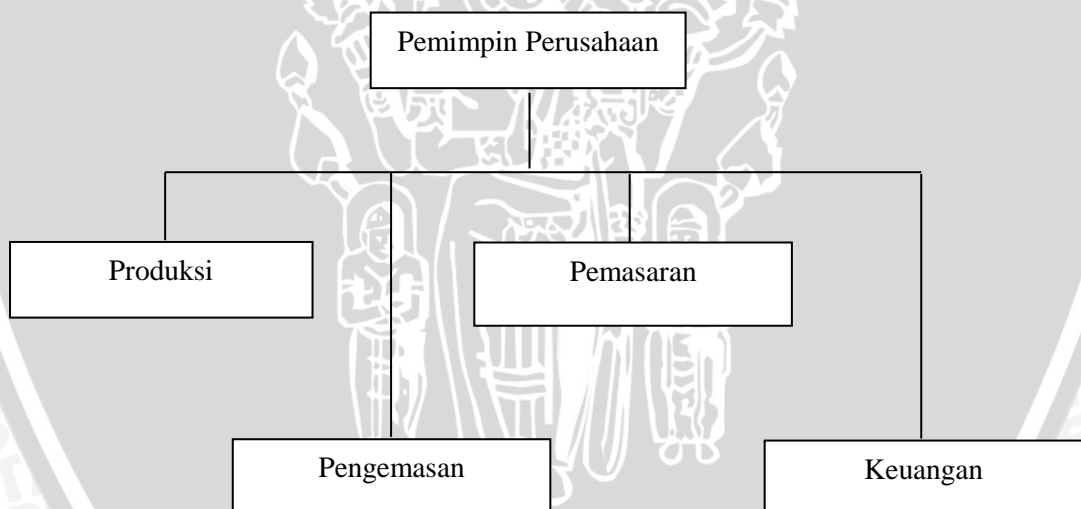 Pemimpin Perusahaan
Produksi
Pemasaran
Pengemasan
Keuangan